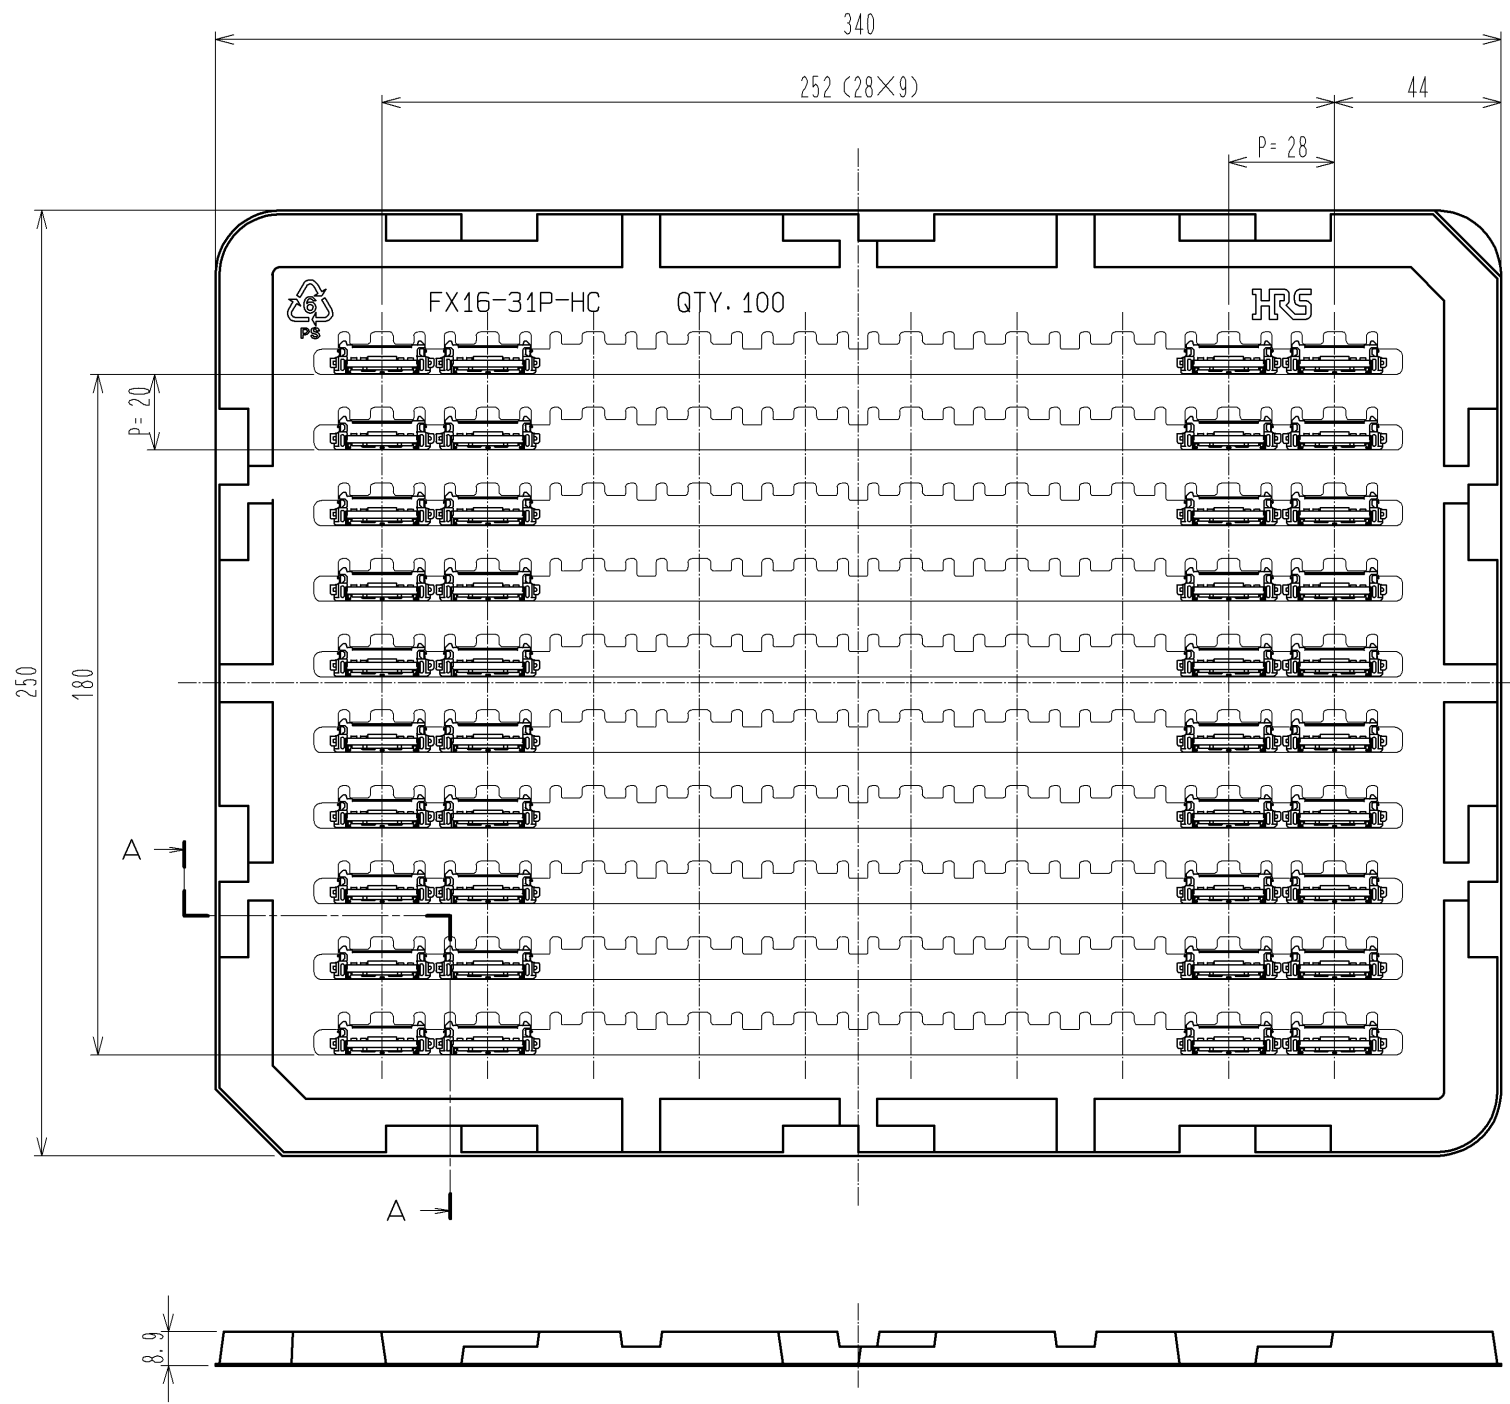 340
252 (28×9)
44
P= 28
6
PS
FX16-31P-HC
QTY. 100
HRS
P= 20
250
180
A
A
8.9